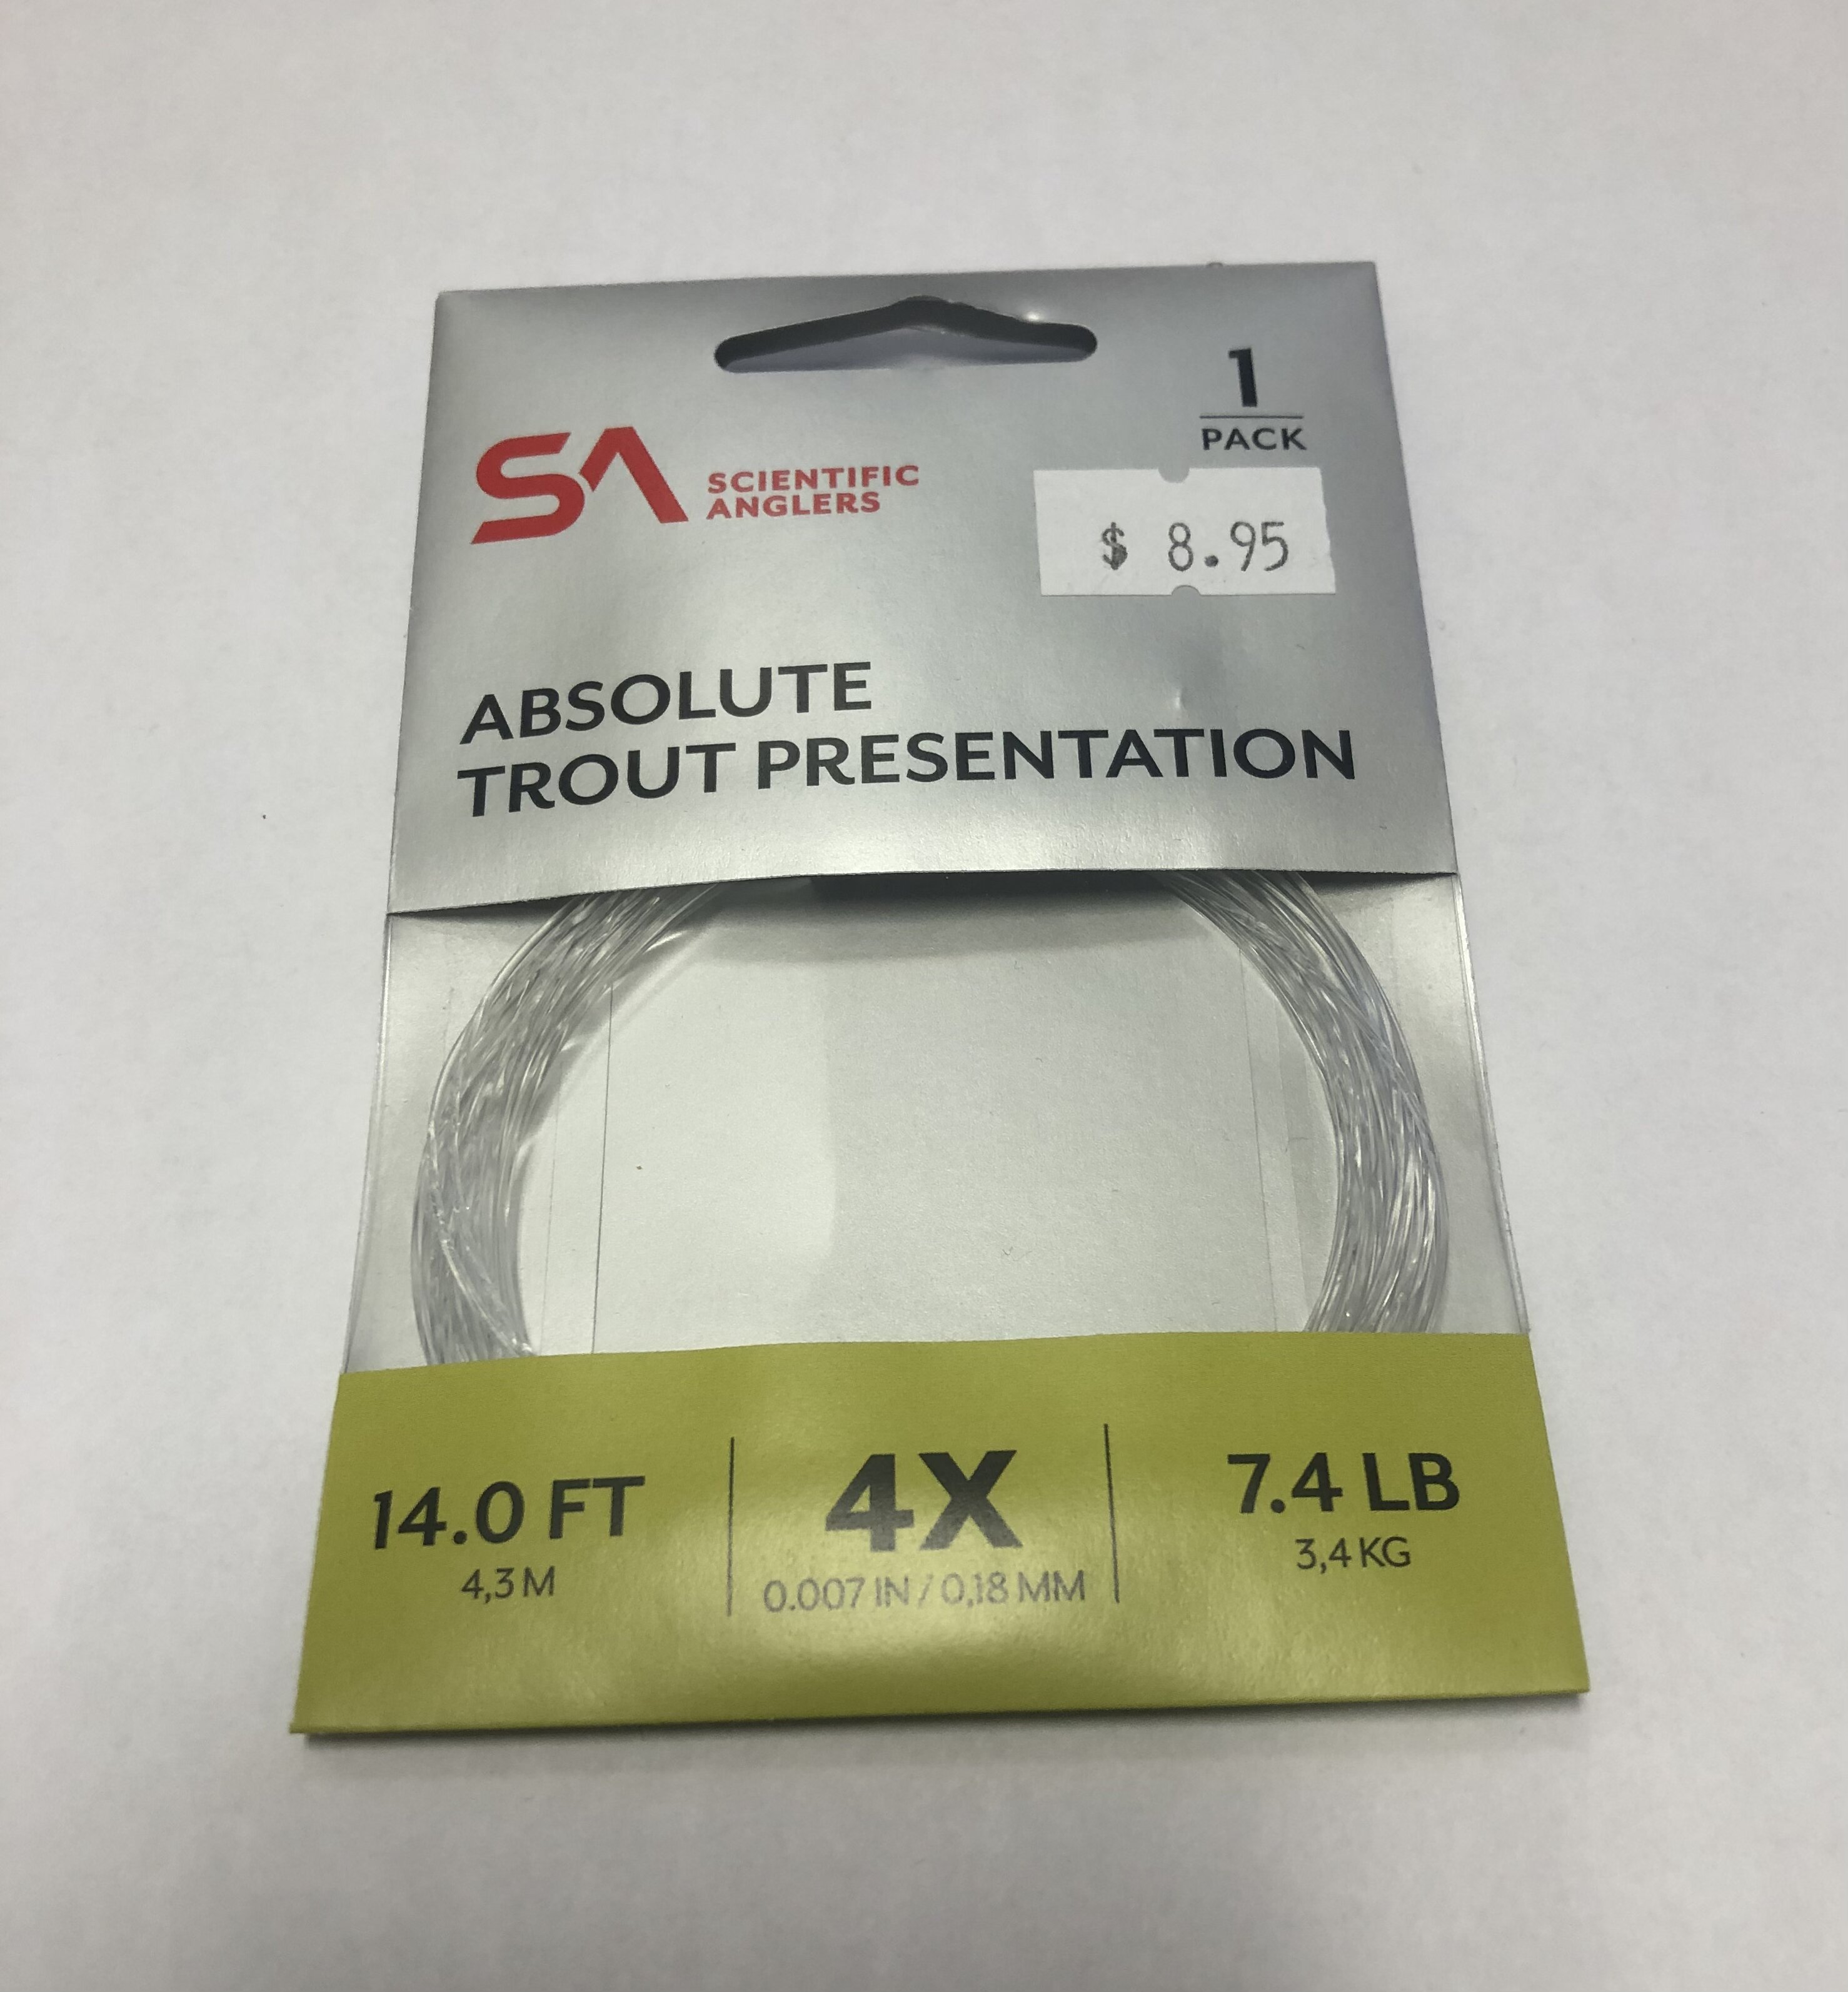 1
PACK
SA SCIENTIFIC
ANGLERS
$ 8.95
ABSOLUTE
TROUT PRESENTATION
14.0 FT
4,3 M
4X
0.007 IN / 0,18 MM
7.4 LB
3,4 KG